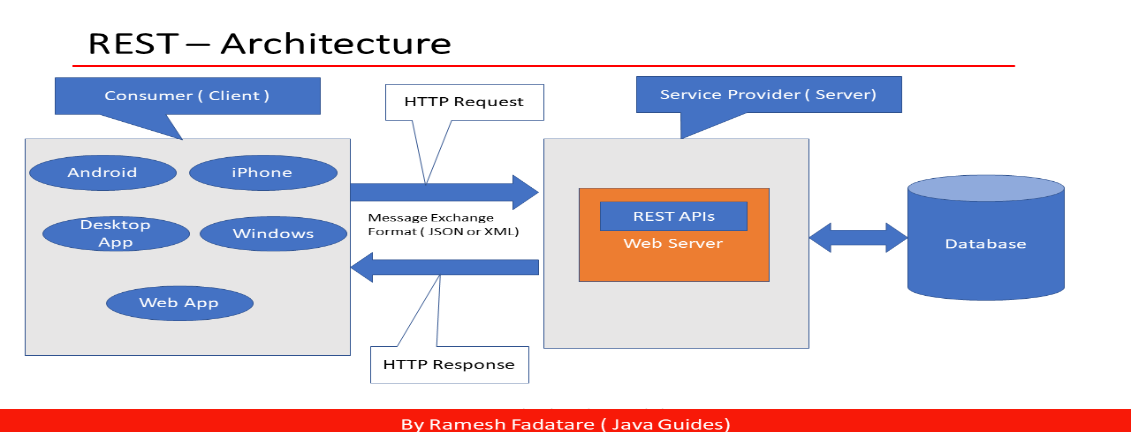 REST – Architecture
Consumer ( Client )
HTTP Request
Service Provider ( Server)
Android
iPhone
Desktop
App
Windows
Web App
Message Exchange
Format ( JSON or XML)
HTTP Response
REST APIs
Web Server
Database
By Ramesh Fadatare ( Java Guides)